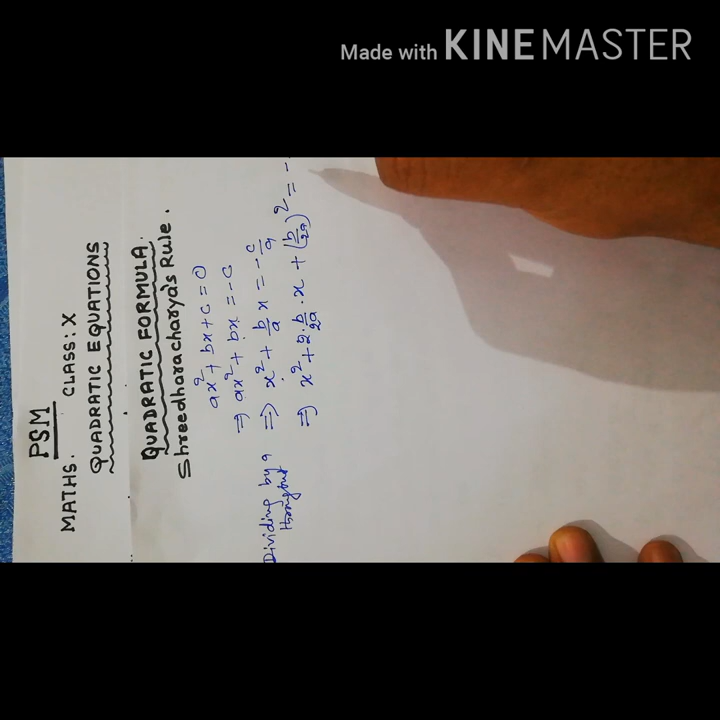 Made with KINEMASTER
PSM
MATHS. CLASS: X
QUADRATIC EQUATIONS
QUADRATIC FORMULA.
Shreedharacharya's Rule.
ax² + bx + c = 0
⇒ ax² + bx = -c
Dividing by a throughout ⇒ x² + b/a x = -c/a
⇒ x² + 2·b/2a·x + (b/2a)² = -